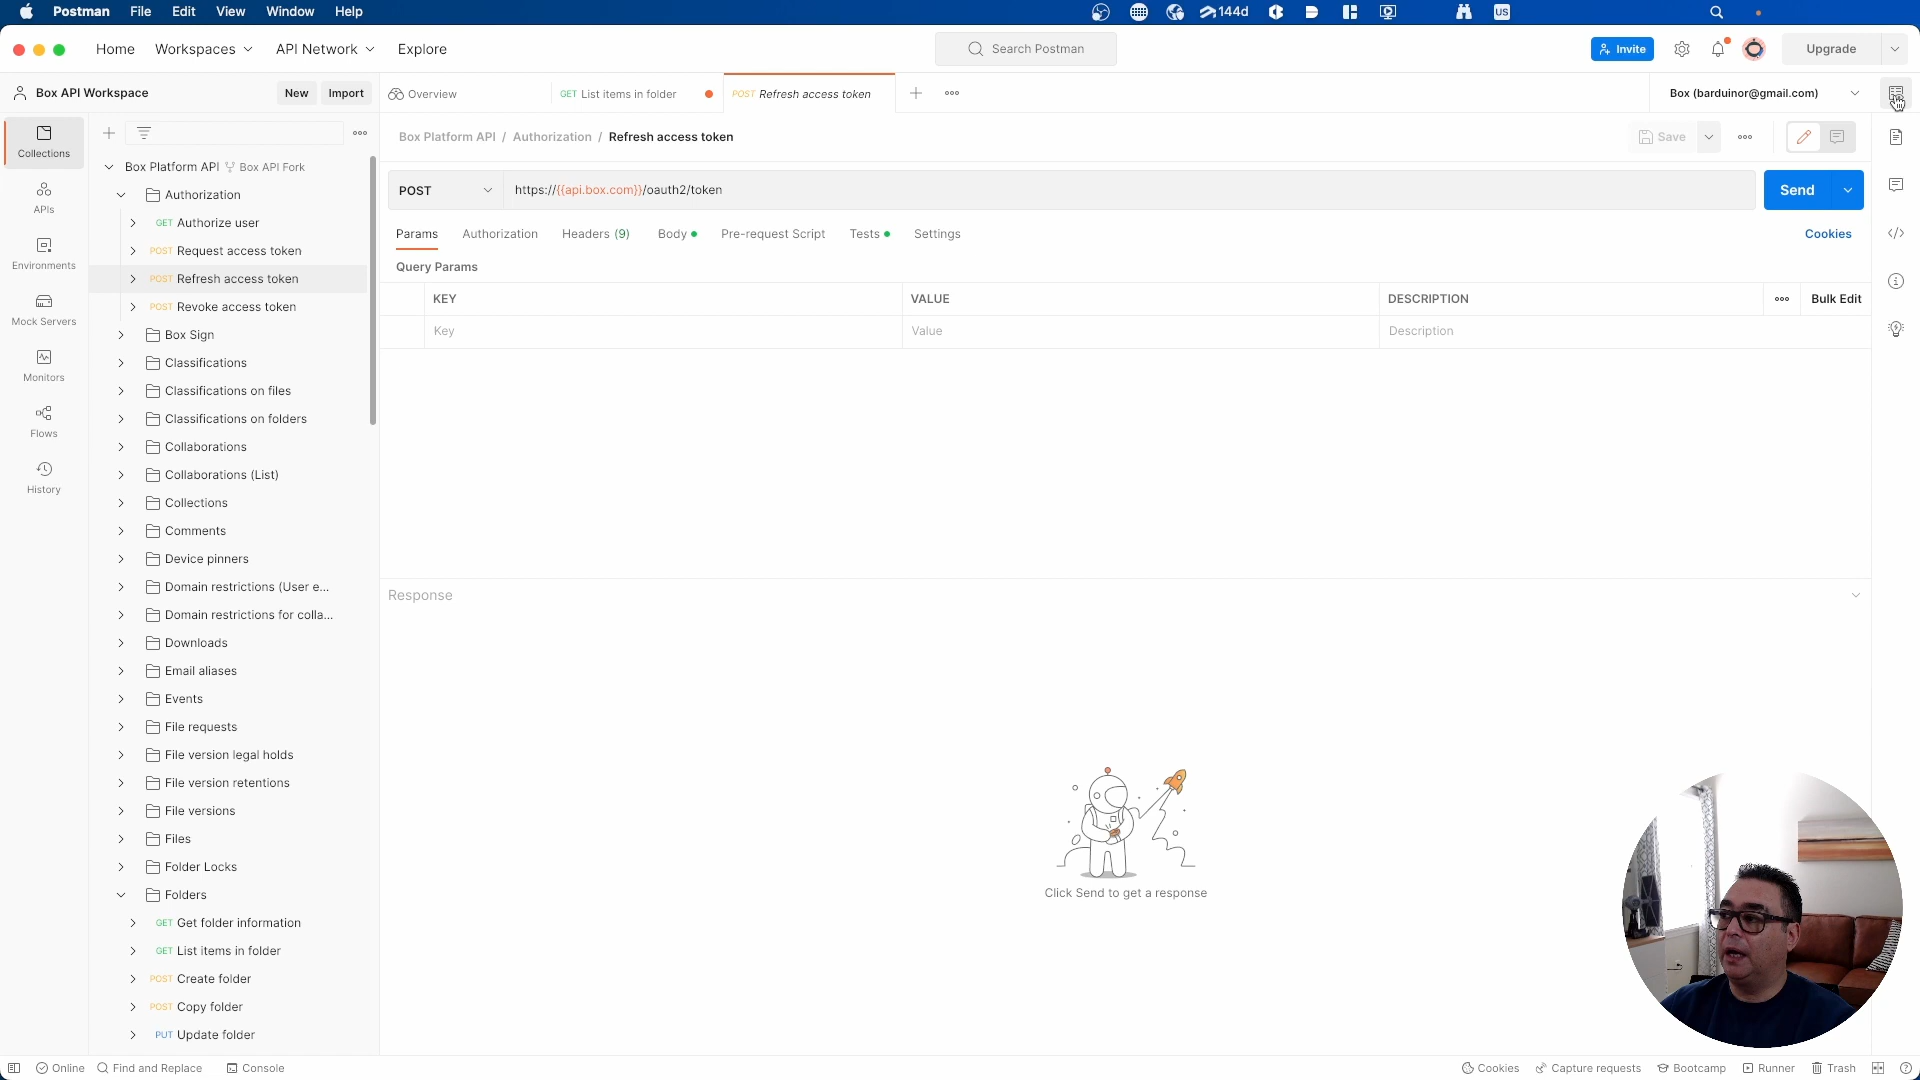 Postman File Edit View Window Help
144d
US
Home Workspaces API Network Explore
Search Postman
Invite
Upgrade
Box API Workspace
New Import
Overview
GET List items in folder
POST Refresh access token
Box (barduinor@gmail.com)
Collections
APIs
Environments
Mock Servers
Monitors
Flows
History
Box Platform API Box API Fork
Authorization
GET Authorize user
POST Request access token
POST Refresh access token
POST Revoke access token
Box Sign
Classifications
Classifications on files
Classifications on folders
Collaborations
Collaborations (List)
Collections
Comments
Device pinners
Domain restrictions (User e...
Domain restrictions for colla...
Downloads
Email aliases
Events
File requests
File version legal holds
File version retentions
File versions
Files
Folder Locks
Folders
GET Get folder information
GET List items in folder
POST Create folder
POST Copy folder
PUT Update folder
Box Platform API / Authorization / Refresh access token
Save
POST
https://{{api.box.com}}/oauth2/token
Send
Params Authorization Headers (9) Body Pre-request Script Tests Settings
Cookies
Query Params
KEY VALUE DESCRIPTION
Bulk Edit
Key Value Description
Response
Click Send to get a response
Online Find and Replace Console
Cookies Capture requests Bootcamp Runner Trash